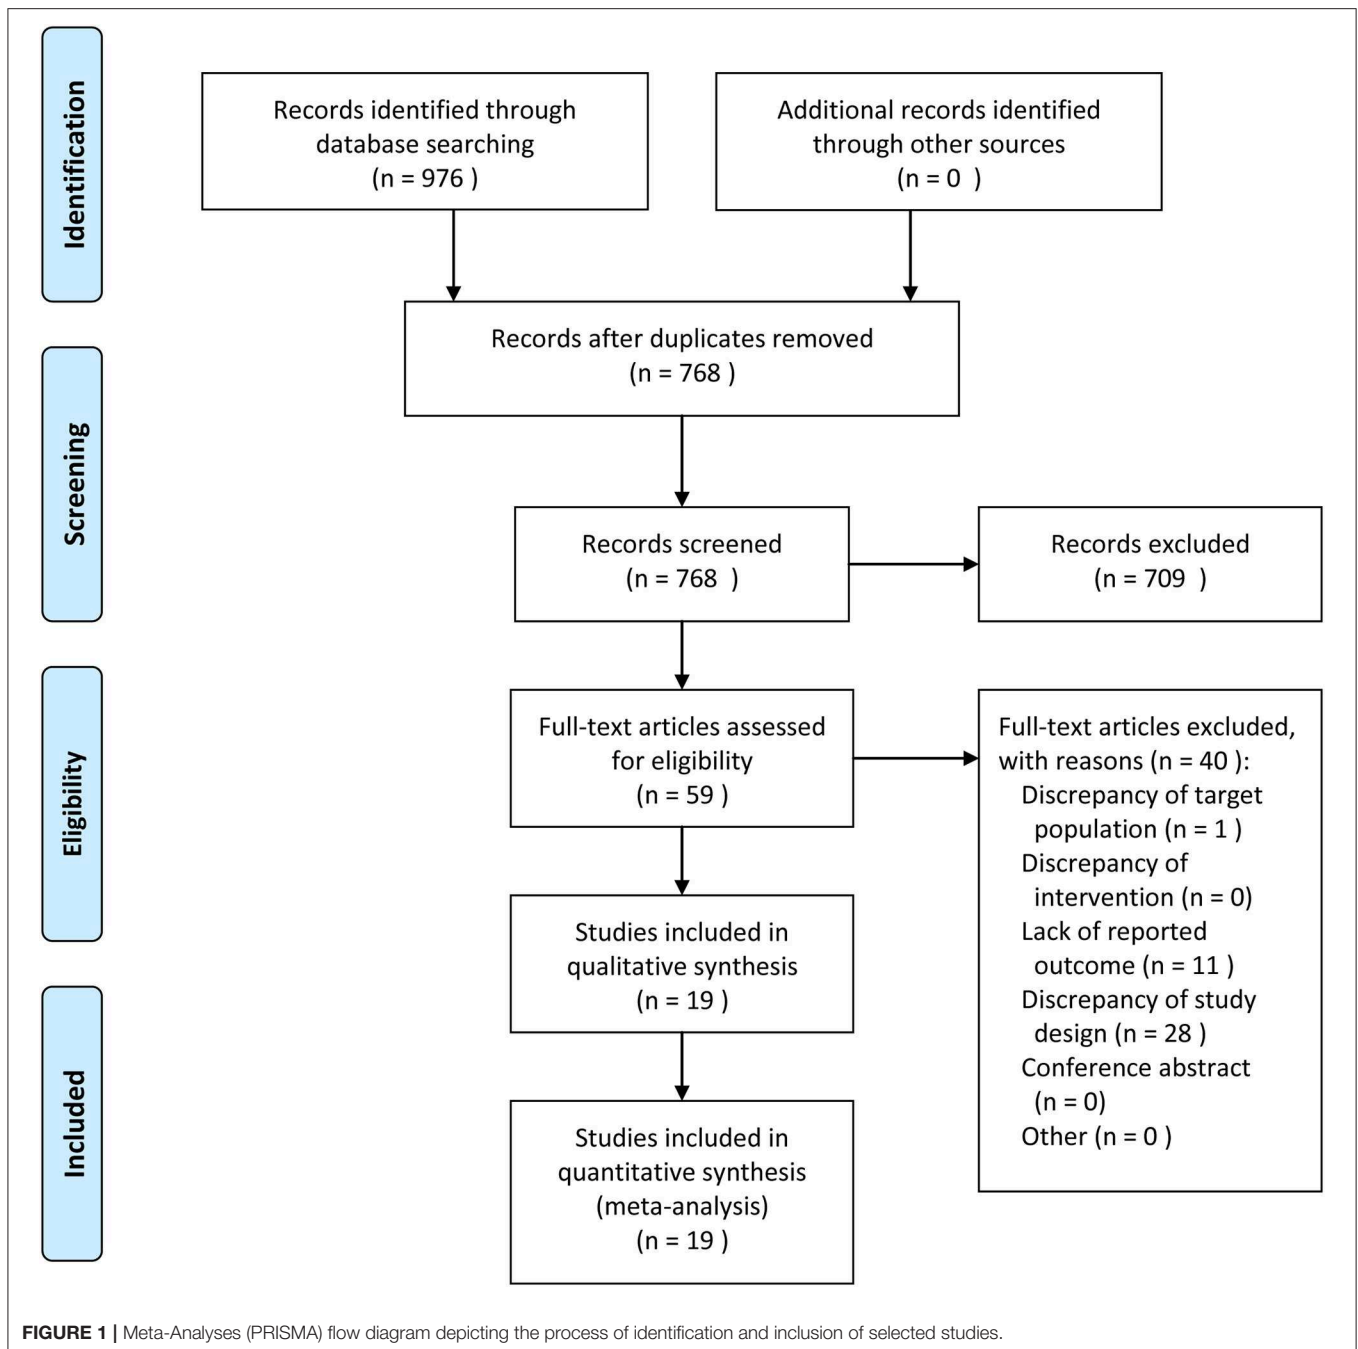 Identification
Records identified through
database searching
(n = 976 )
Additional records identified
through other sources
(n = 0  )
Records after duplicates removed
(n = 768 )
Screening
Records screened
(n = 768  )
Records excluded
(n = 709  )
Eligibility
Full-text articles assessed
for eligibility
(n = 59 )
Full-text articles excluded,
with reasons (n = 40 ):
Discrepancy of target
population (n = 1 )
Discrepancy of
intervention (n = 0)
Lack of reported
outcome (n = 11 )
Discrepancy of study
design (n = 28 )
Conference abstract
(n = 0)
Other (n = 0 )
Studies included in
qualitative synthesis
(n = 19 )
Included
Studies included in
quantitative synthesis
(meta-analysis)
(n = 19 )
FIGURE 1 | Meta-Analyses (PRISMA) flow diagram depicting the process of identification and inclusion of selected studies.